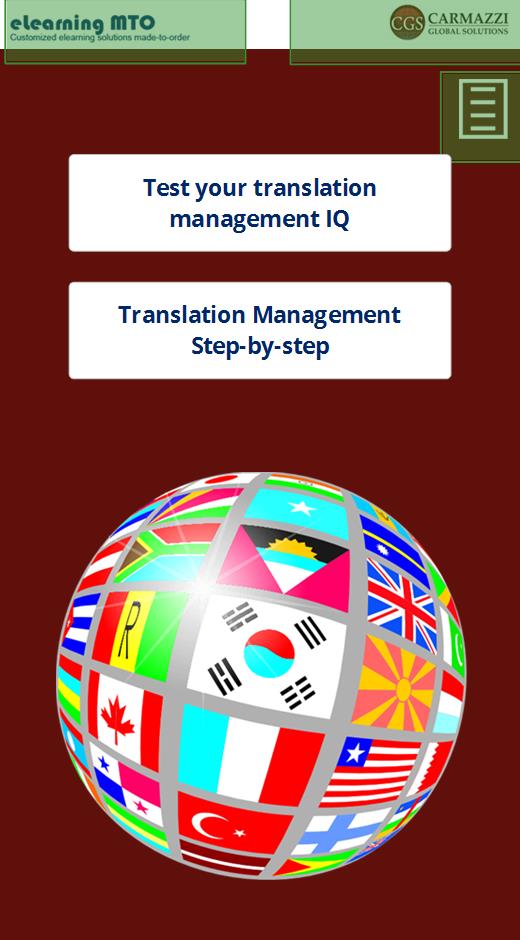 eLearning MTO
Customized elearning solutions made-to-order
CGS
CARMAZZI
GLOBAL SOLUTIONS
Test your translation
management IQ
Translation Management
Step-by-step
R